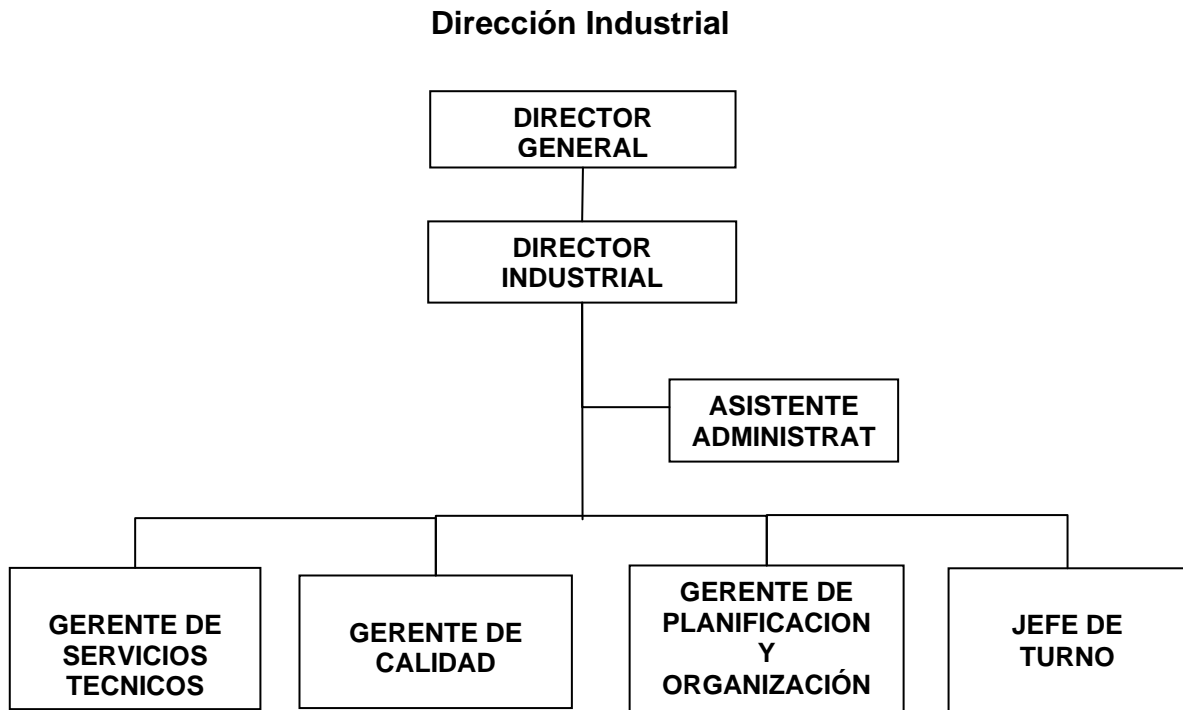 Dirección Industrial
DIRECTOR
GENERAL
DIRECTOR
INDUSTRIAL
ASISTENTE
ADMINISTRAT
GERENTE DE
SERVICIOS
TECNICOS
GERENTE DE
CALIDAD
GERENTE DE
PLANIFICACION
Y
ORGANIZACIÓN
JEFE DE
TURNO